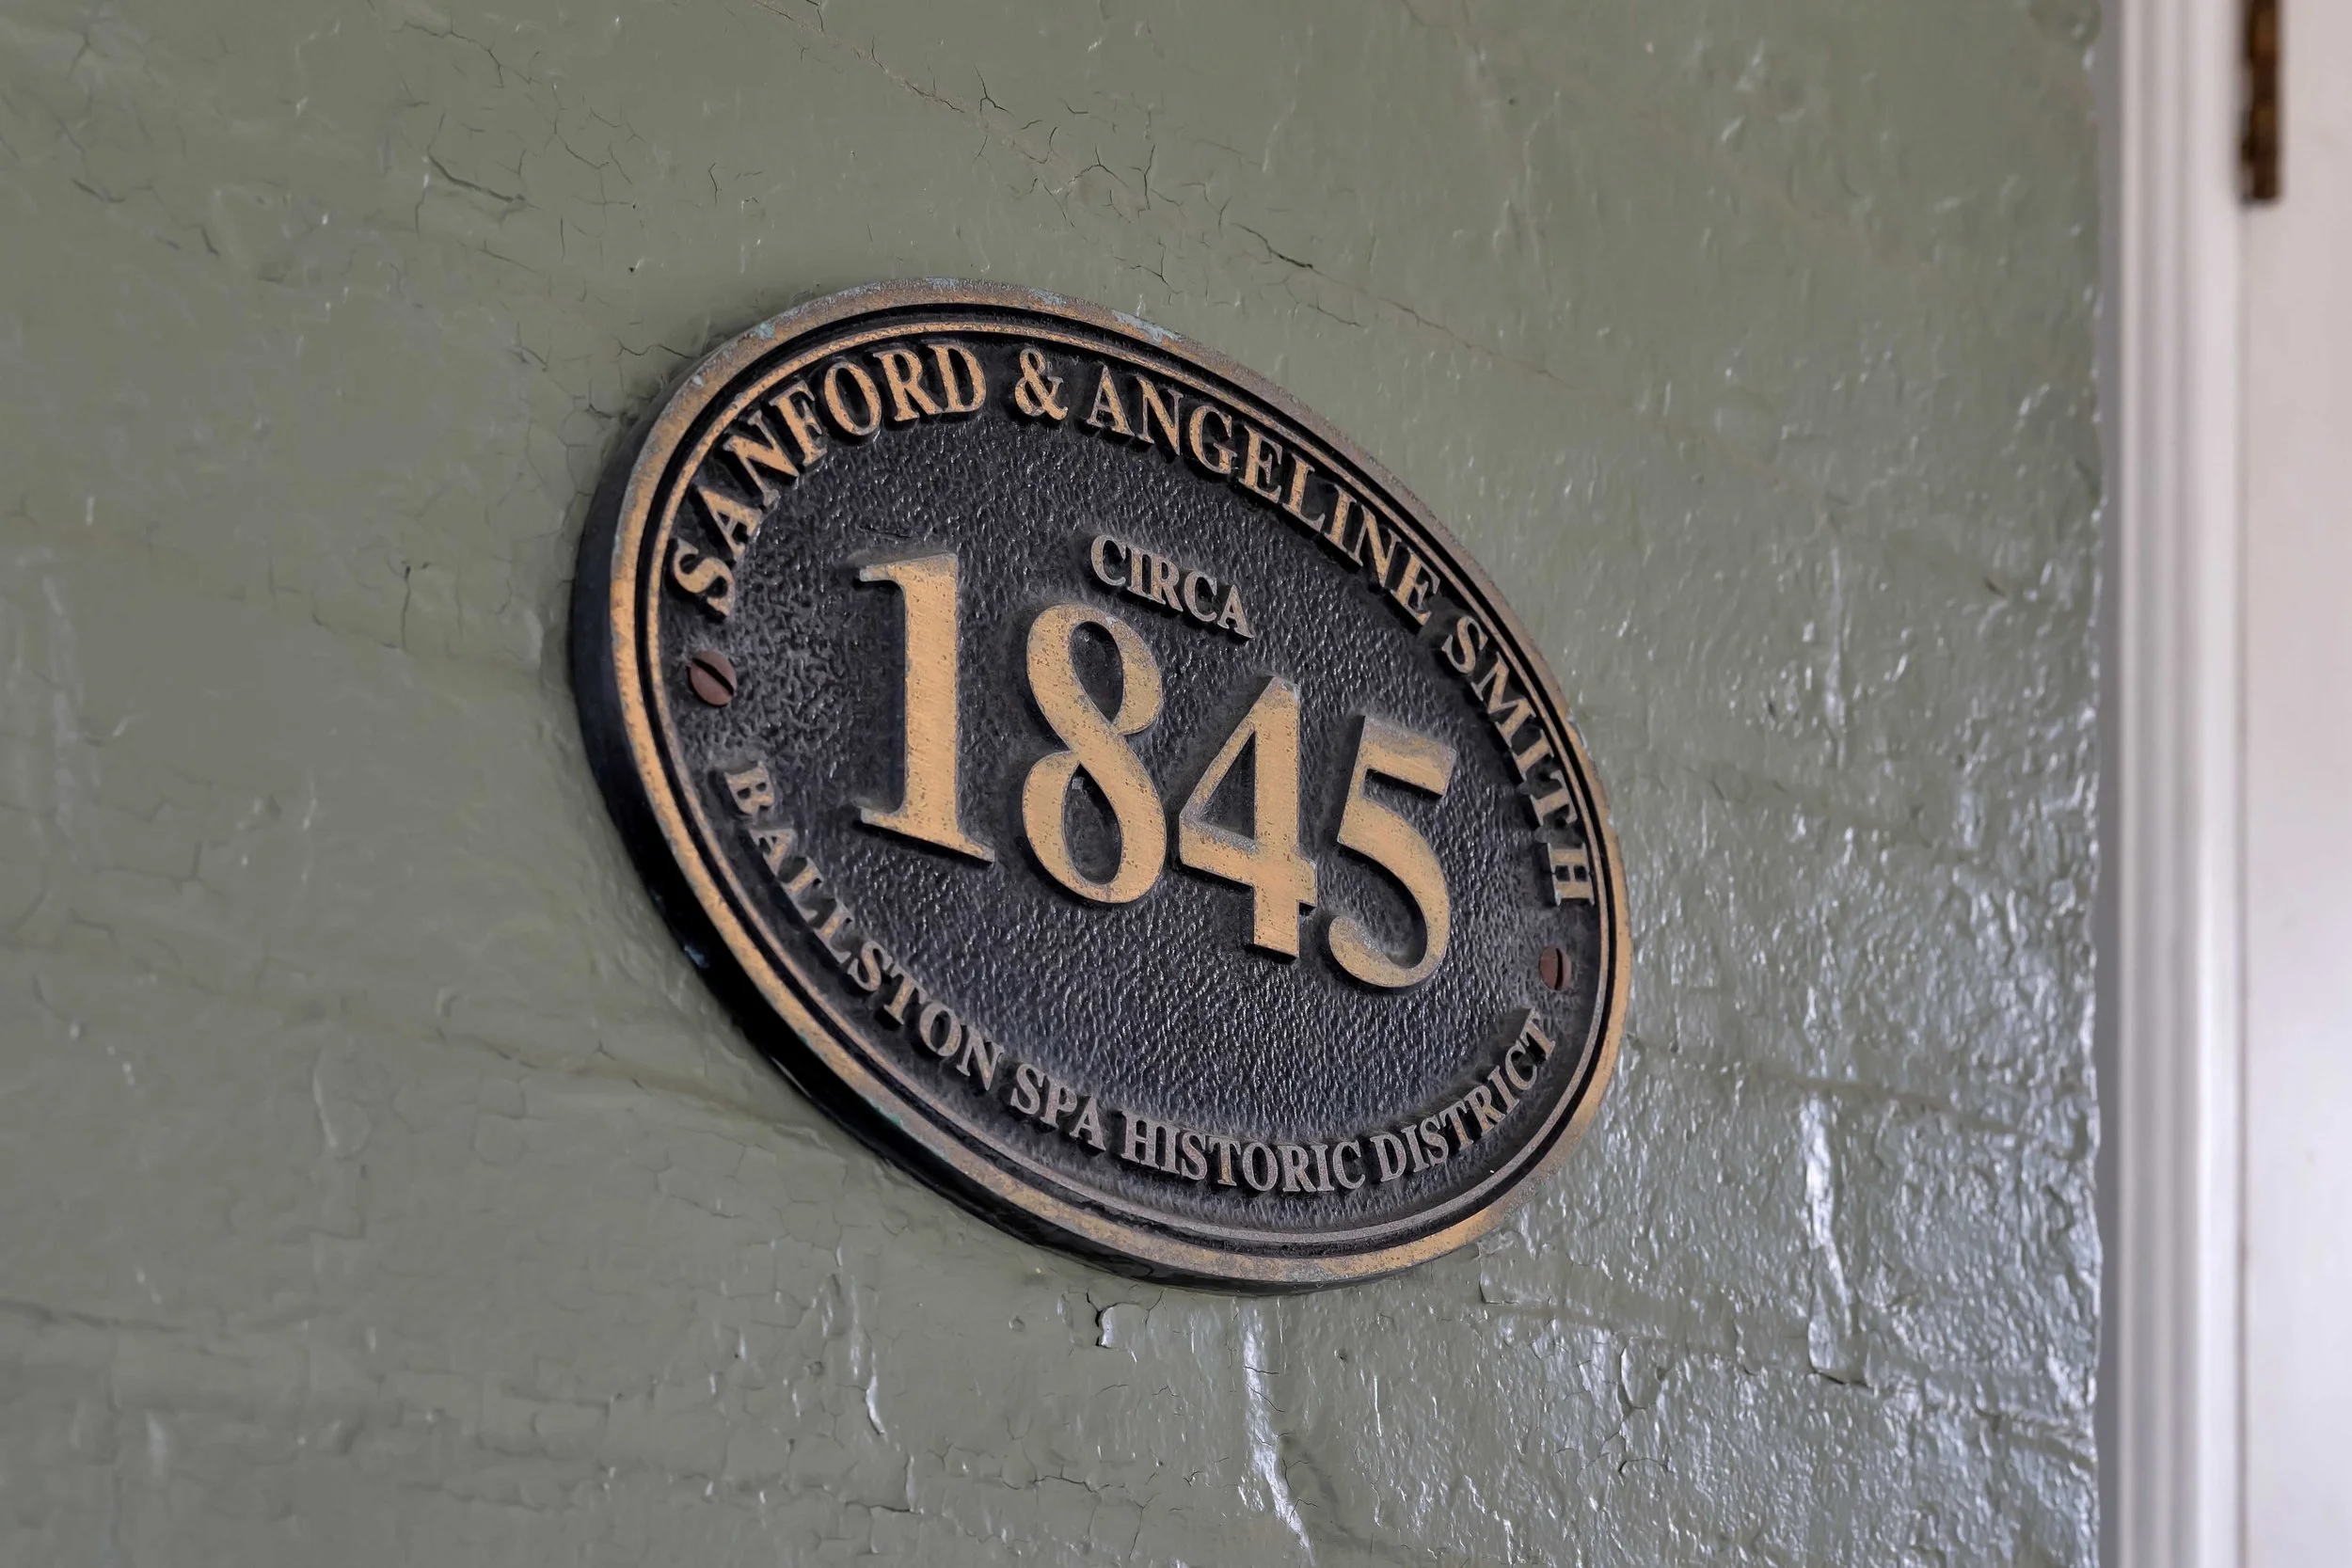 SANFORD & ANGELINE SMITH
CIRCA
1845
BALLSTON SPA HISTORIC DISTRICT